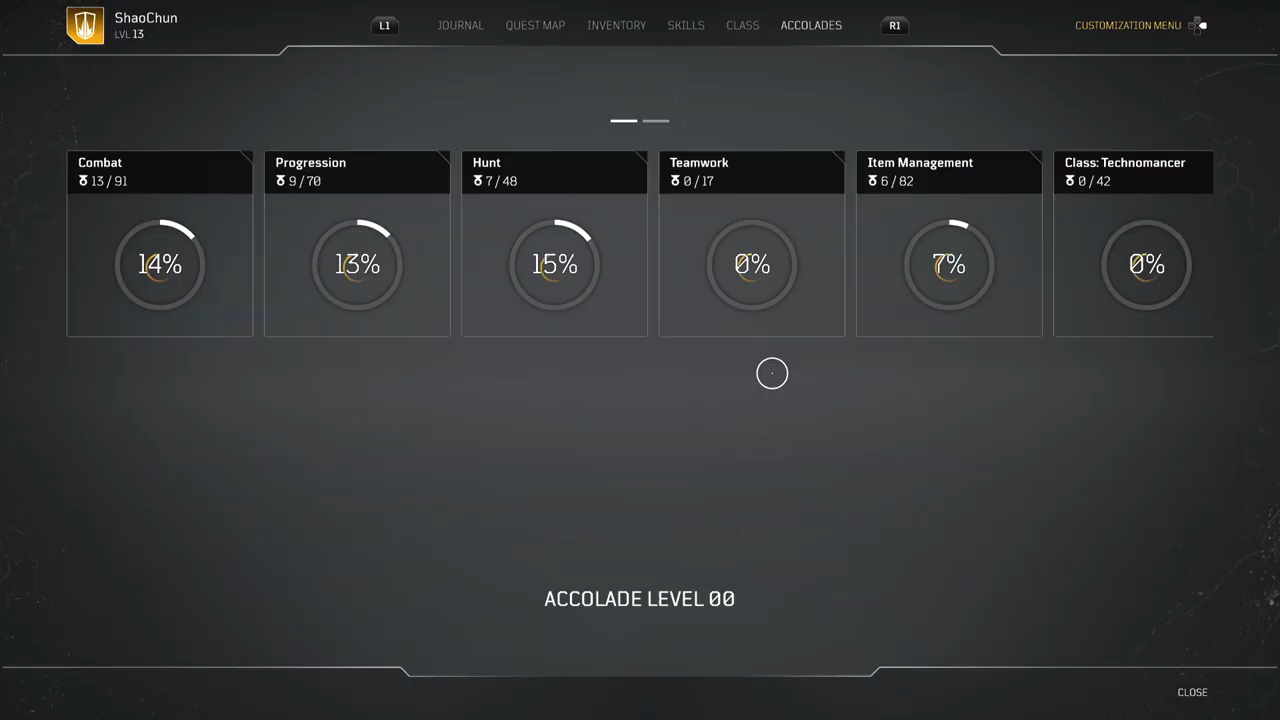 ShaoChun
LVL 13
L1
JOURNAL
QUEST MAP
INVENTORY
SKILLS
CLASS
ACCOLADES
R1
CUSTOMIZATION MENU
Combat
13 / 91
14%
Progression
9 / 70
13%
Hunt
7 / 48
15%
Teamwork
0 / 17
0%
Item Management
6 / 82
7%
Class: Technomancer
0 / 42
0%
ACCOLADE LEVEL 00
CLOSE